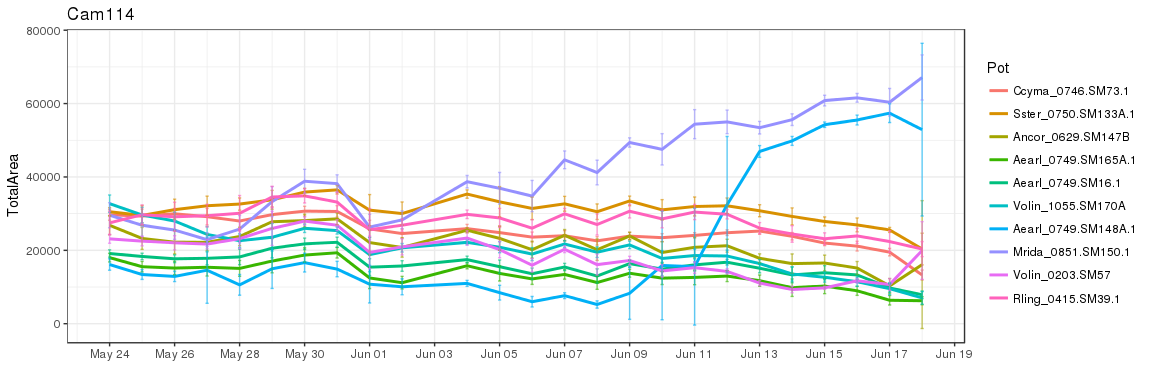 Cam114
TotalArea
80000
60000
40000
20000
0
May 24
May 26
May 28
May 30
Jun 01
Jun 03
Jun 05
Jun 07
Jun 09
Jun 11
Jun 13
Jun 15
Jun 17
Jun 19
Pot
Ccyma_0746.SM73.1
Sster_0750.SM133A.1
Ancor_0629.SM147B
Aearl_0749.SM165A.1
Aearl_0749.SM16.1
Volin_1055.SM170A
Aearl_0749.SM148A.1
Mrida_0851.SM150.1
Volin_0203.SM57
Rling_0415.SM39.1